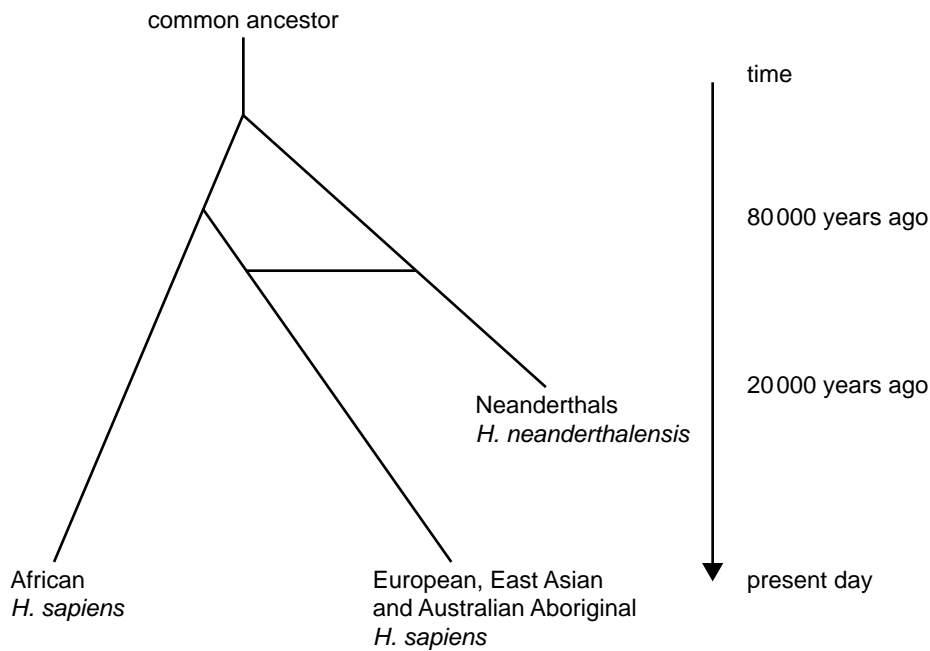 common ancestor
time
80 000 years ago
20 000 years ago
Neanderthals
H. neanderthalensis
African
H. sapiens
European, East Asian
and Australian Aboriginal
H. sapiens
present day